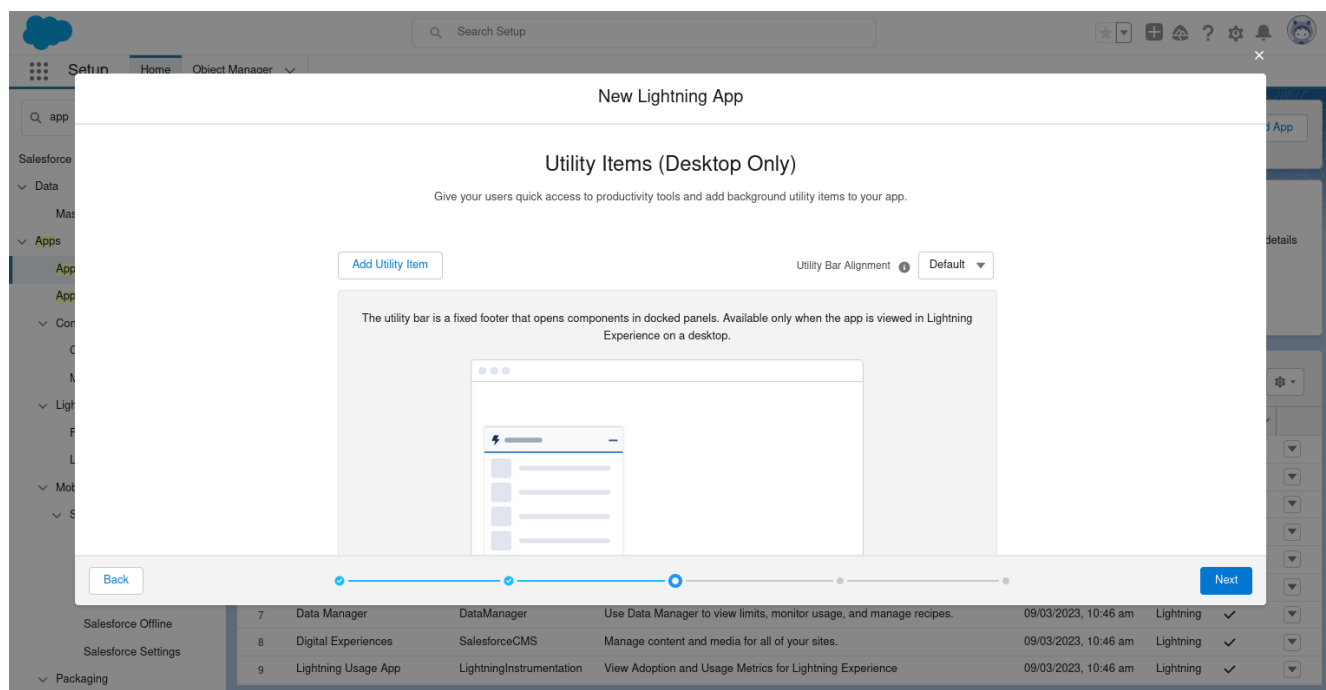 Search Setup
Setup
Home
Object Manager
New Lightning App
app
App
Salesforce
Utility Items (Desktop Only)
Data
Give your users quick access to productivity tools and add background utility items to your app.
Apps
details
Add Utility Item
Utility Bar Alignment
Default
App
App
The utility bar is a fixed footer that opens components in docked panels. Available only when the app is viewed in Lightning
Experience on a desktop.
Back
Next
7 Data Manager DataManager Use Data Manager to view limits, monitor usage, and manage recipes. 09/03/2023, 10:46 am Lightning
Salesforce Offline
8 Digital Experiences SalesforceCMS Manage content and media for all of your sites. 09/03/2023, 10:46 am Lightning
Salesforce Settings
9 Lightning Usage App LightningInstrumentation View Adoption and Usage Metrics for Lightning Experience 09/03/2023, 10:46 am Lightning
Packaging